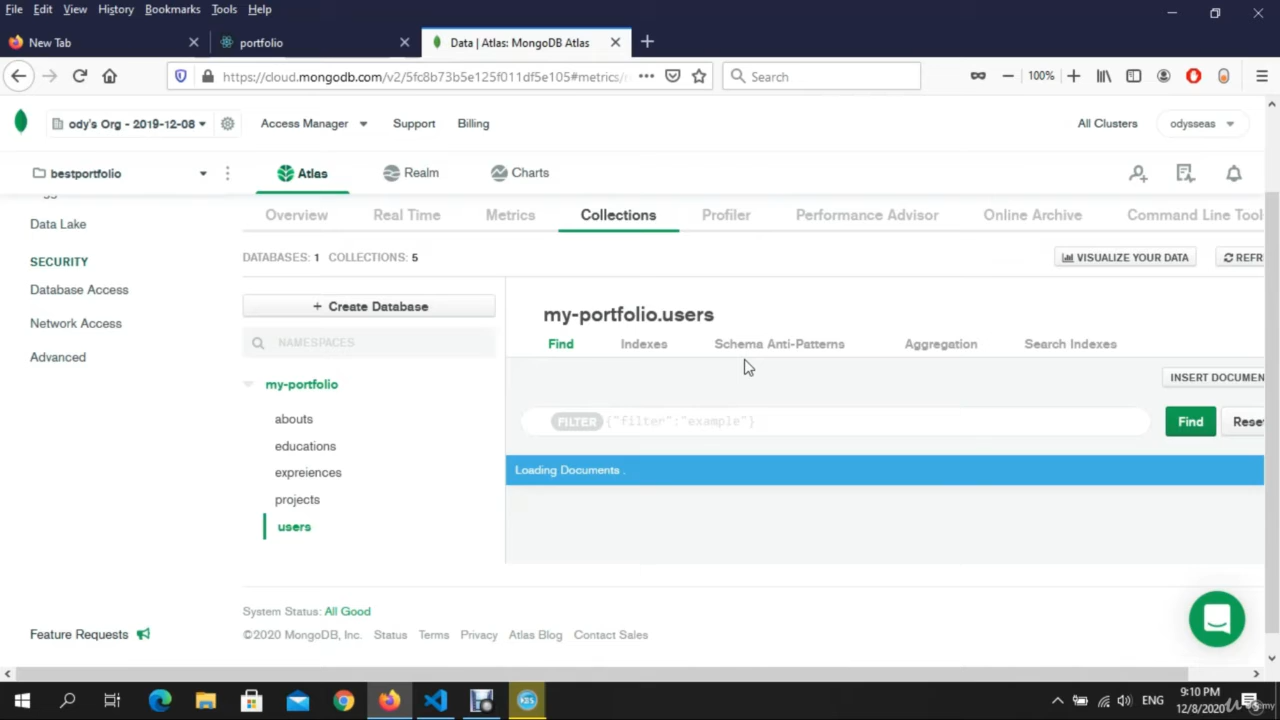 File Edit View History Bookmarks Tools Help
New Tab portfolio Data | Atlas: MongoDB Atlas
https://cloud.mongodb.com/v2/5fc8b73b5e125f011df5e105#metrics/ Search 100%
ody's Org - 2019-12-08 Access Manager Support Billing All Clusters odysseas
bestportfolio Atlas Realm Charts
Data Lake
Overview Real Time Metrics Collections Profiler Performance Advisor Online Archive Command Line Tool
SECURITY
Database Access
Network Access
Advanced
DATABASES: 1 COLLECTIONS: 5 VISUALIZE YOUR DATA REFR
+ Create Database
NAMESPACES
my-portfolio
abouts
educations
expreiences
projects
users
my-portfolio.users
Find Indexes Schema Anti-Patterns Aggregation Search Indexes
INSERT DOCUMEN
FILTER {"filter":"example"} Find Rese
Loading Documents .
System Status: All Good
©2020 MongoDB, Inc. Status Terms Privacy Atlas Blog Contact Sales
Feature Requests
ENG
9:10 PM
12/8/2020